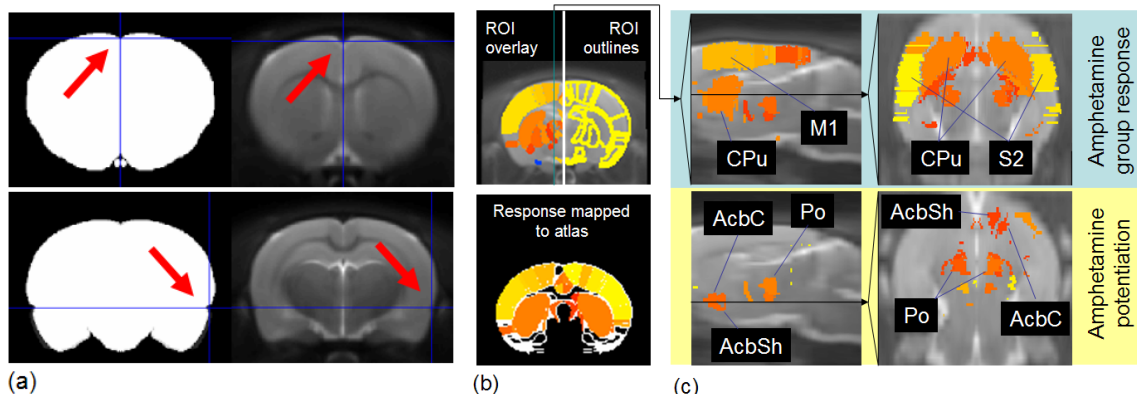 ROI
overlay
ROI
outlines
Response mapped
to atlas
M1
CPu
CPu
S2
Amphetamine
group response
AcbC
Po
AcbSh
AcbSh
Po
AcbC
Amphetamine
potentiation
(a)
(b)
(c)